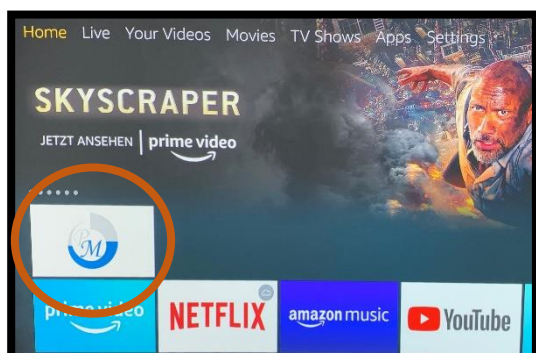 Home Live Your Videos Movies TV Shows Apps Settings
SKYSCRAPER
JETZT ANSEHEN | prime video
PM
prime video NETFLIX amazon music YouTube